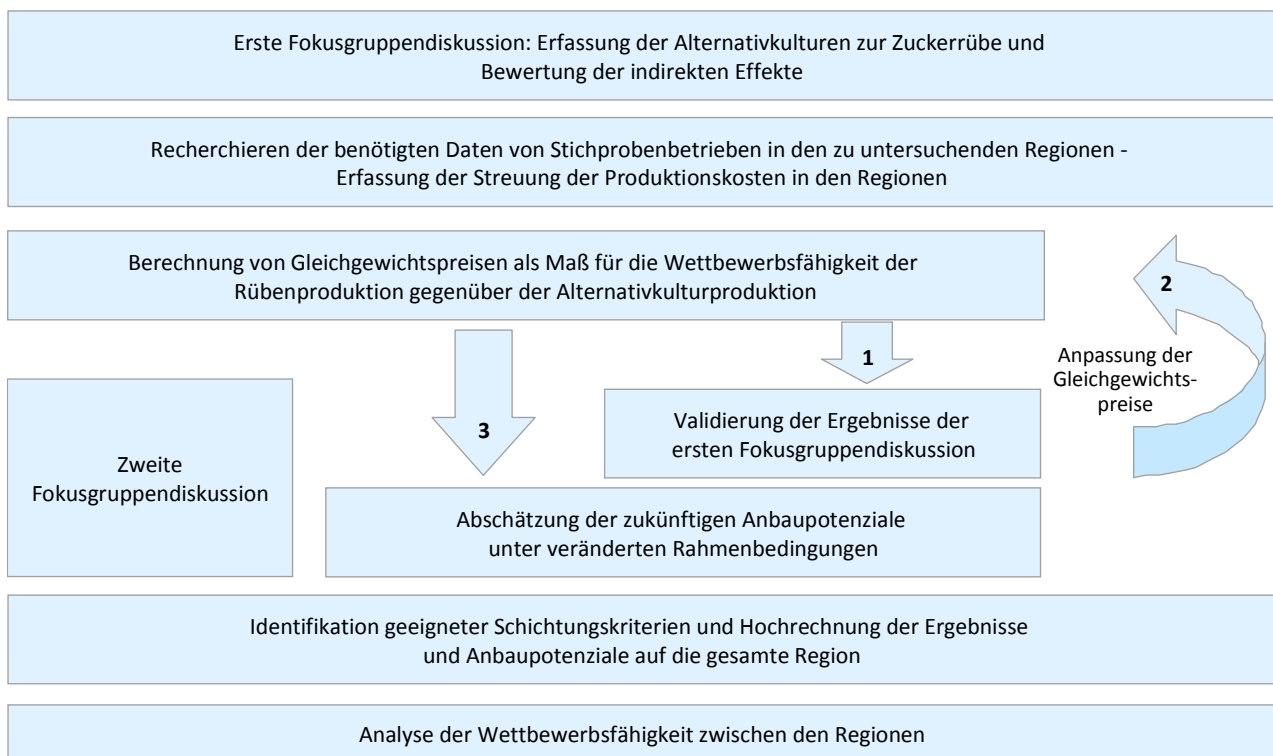 Erste Fokusgruppendiskussion: Erfassung der Alternativkulturen zur Zuckerrübe und
Bewertung der indirekten Effekte
Recherchieren der benötigten Daten von Stichprobenbetrieben in den zu untersuchenden Regionen -
Erfassung der Streuung der Produktionskosten in den Regionen
Berechnung von Gleichgewichtspreisen als Maß für die Wettbewerbsfähigkeit der
Rübenproduktion gegenüber der Alternativkulturproduktion
2
1
Anpassung der
Gleichgewichts-
preise
3
Validierung der Ergebnisse der
ersten Fokusgruppendiskussion
Zweite
Fokusgruppendiskussion
Abschätzung der zukünftigen Anbaupotenziale
unter veränderten Rahmenbedingungen
Identifikation geeigneter Schichtungskriterien und Hochrechnung der Ergebnisse
und Anbaupotenziale auf die gesamte Region
Analyse der Wettbewerbsfähigkeit zwischen den Regionen